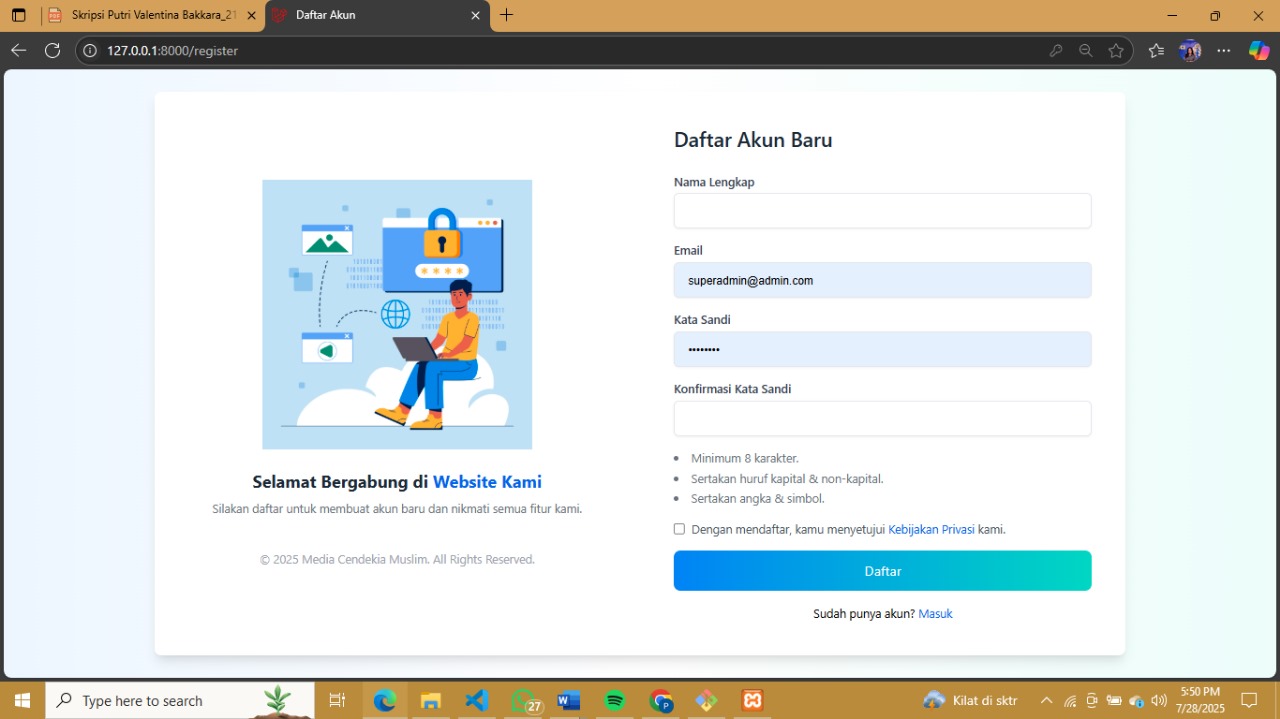 Skripsi Putri Valentina Bakkara_21
Daftar Akun
127.0.0.1:8000/register
Daftar Akun Baru
Nama Lengkap
Email
superadmin@admin.com
Kata Sandi
••••••••
Konfirmasi Kata Sandi
• Minimum 8 karakter.
• Sertakan huruf kapital & non-kapital.
• Sertakan angka & simbol.
Dengan mendaftar, kamu menyetujui Kebijakan Privasi kami.
Daftar
Sudah punya akun? Masuk
Selamat Bergabung di Website Kami
Silakan daftar untuk membuat akun baru dan nikmati semua fitur kami.
© 2025 Media Cendekia Muslim. All Rights Reserved.
Type here to search
27
Kilat di sktr
5:50 PM
7/28/2025